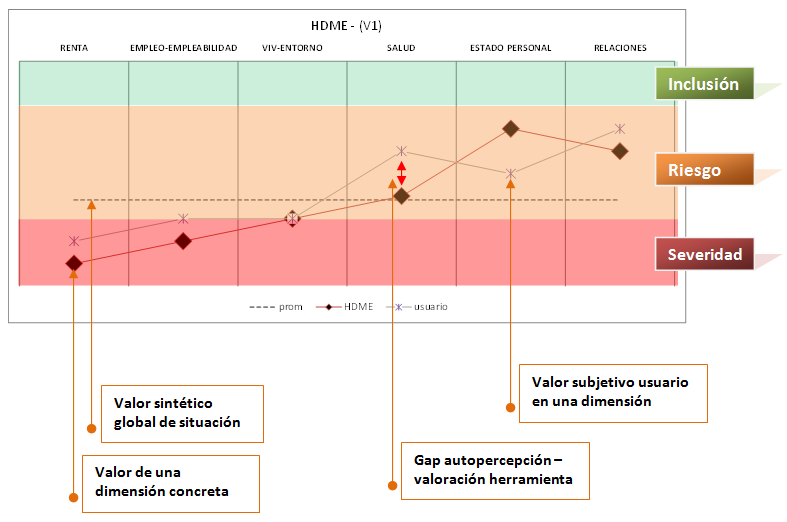 HDME - (V1)
RENTA
EMPLEO-EMPLEABILIDAD
VIV-ENTORNO
SALUD
ESTADO PERSONAL
RELACIONES
Inclusión
Riesgo
Severidad
prom
HDME
usuario
Valor subjetivo usuario
en una dimensión
Valor sintético
global de situación
Gap autopercepción –
valoración herramienta
Valor de una
dimensión concreta